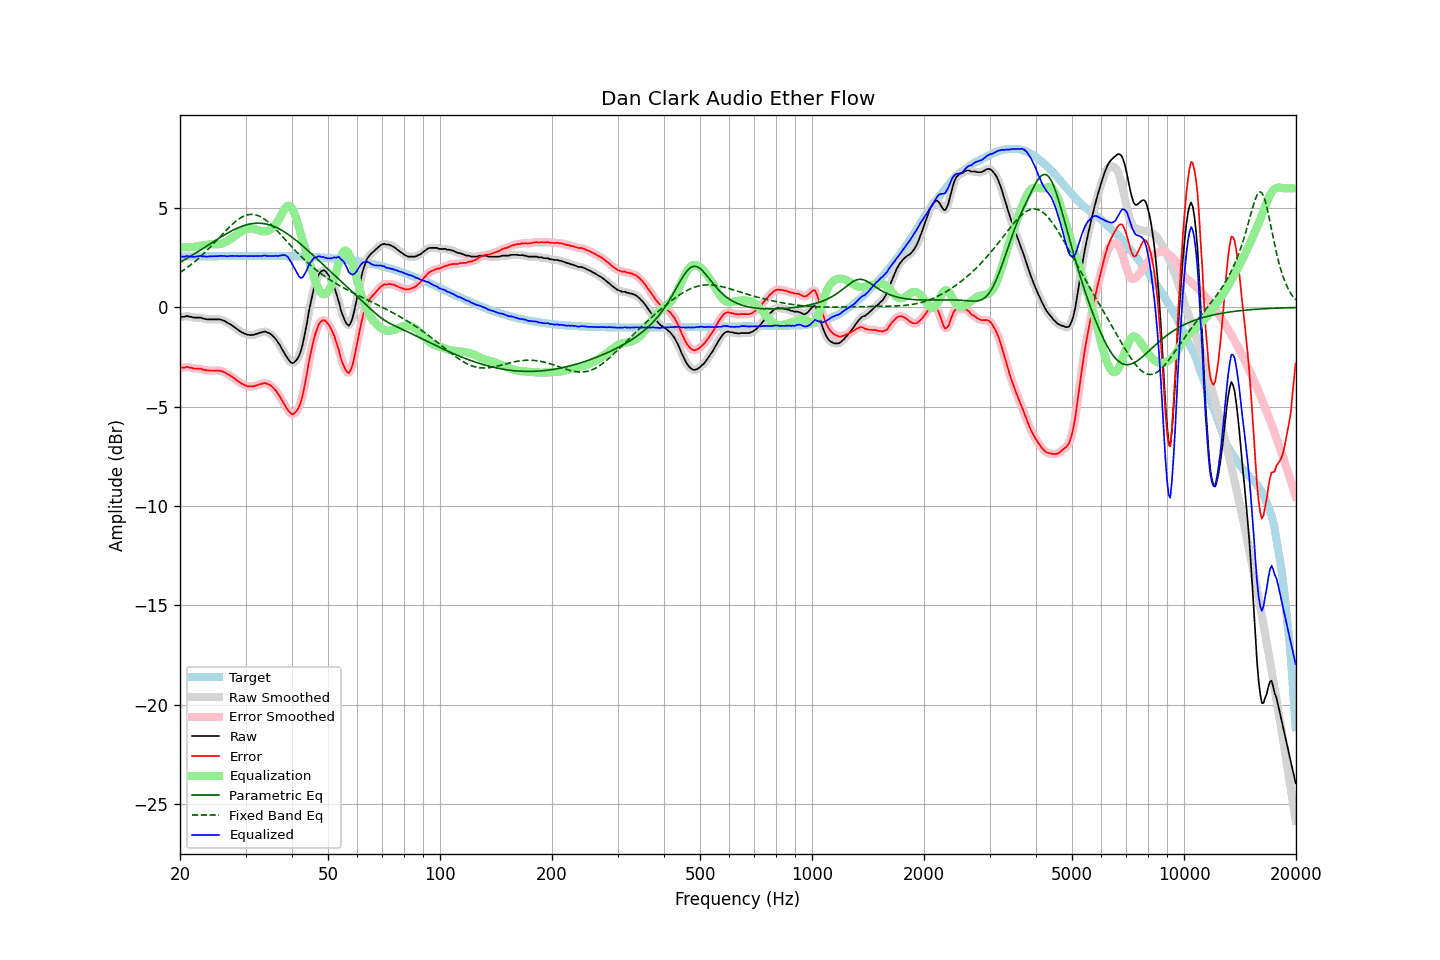 Dan Clark Audio Ether Flow
Amplitude (dBr)
5
0
−5
−10
−15
−20
−25
Target
Raw Smoothed
Error Smoothed
Raw
Error
Equalization
Parametric Eq
Fixed Band Eq
Equalized
20 50 100 200 500 1000 2000 5000 10000 20000
Frequency (Hz)